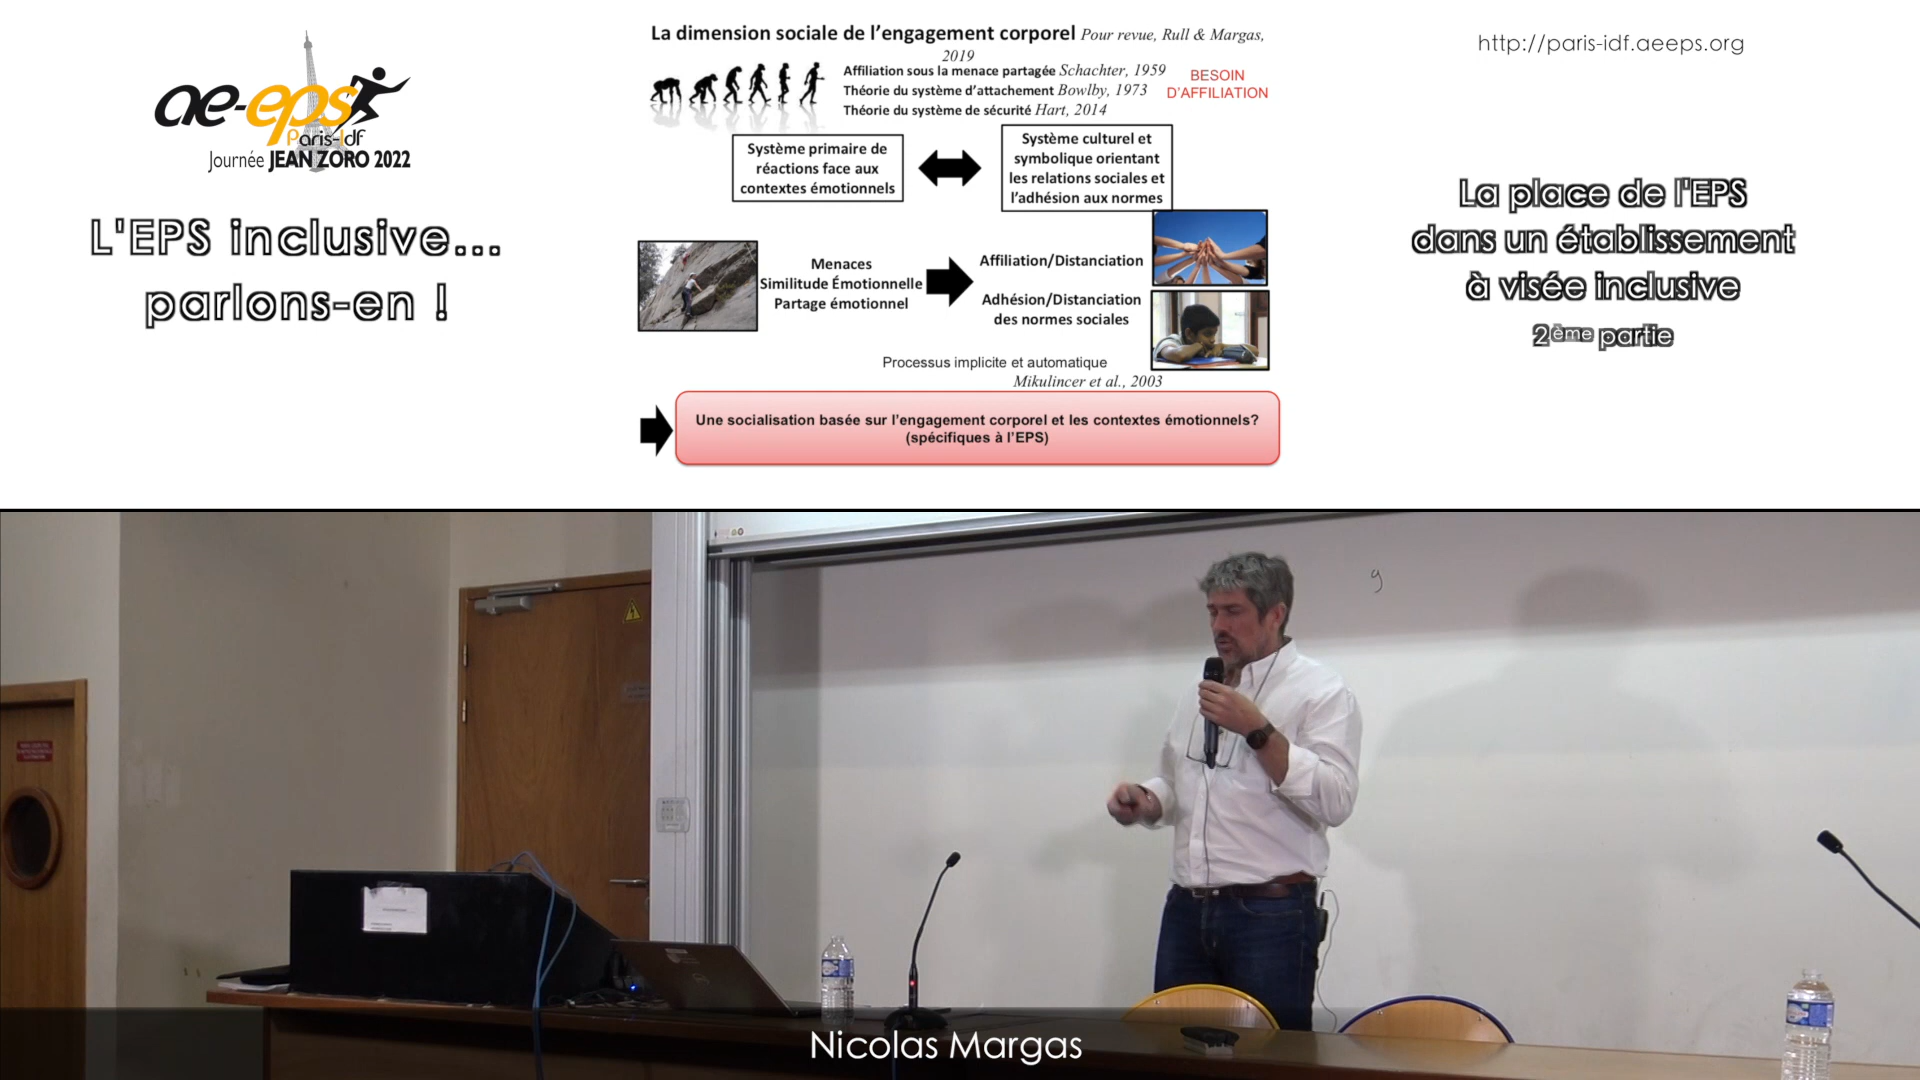 ae-eps
Paris-Idf
Journée JEAN ZORO 2022
L'EPS inclusive...
parlons-en !
La dimension sociale de l'engagement corporel Pour revue, Rull & Margas,
2019
Affiliation sous la menace partagée Schachter, 1959
Théorie du système d'attachement Bowlby, 1973
Théorie du système de sécurité Hart, 2014
BESOIN
D'AFFILIATION
Système primaire de
réactions face aux
contextes émotionnels
Système culturel et
symbolique orientant
les relations sociales et
l'adhésion aux normes
Menaces
Similitude Émotionnelle
Partage émotionnel
Affiliation/Distanciation
Adhésion/Distanciation
des normes sociales
Processus implicite et automatique
Mikulincer et al., 2003
Une socialisation basée sur l'engagement corporel et les contextes émotionnels?
(spécifiques à l'EPS)
http://paris-idf.aeeps.org
La place de l'EPS
dans un établissement
à visée inclusive
2ème partie
9
Nicolas Margas